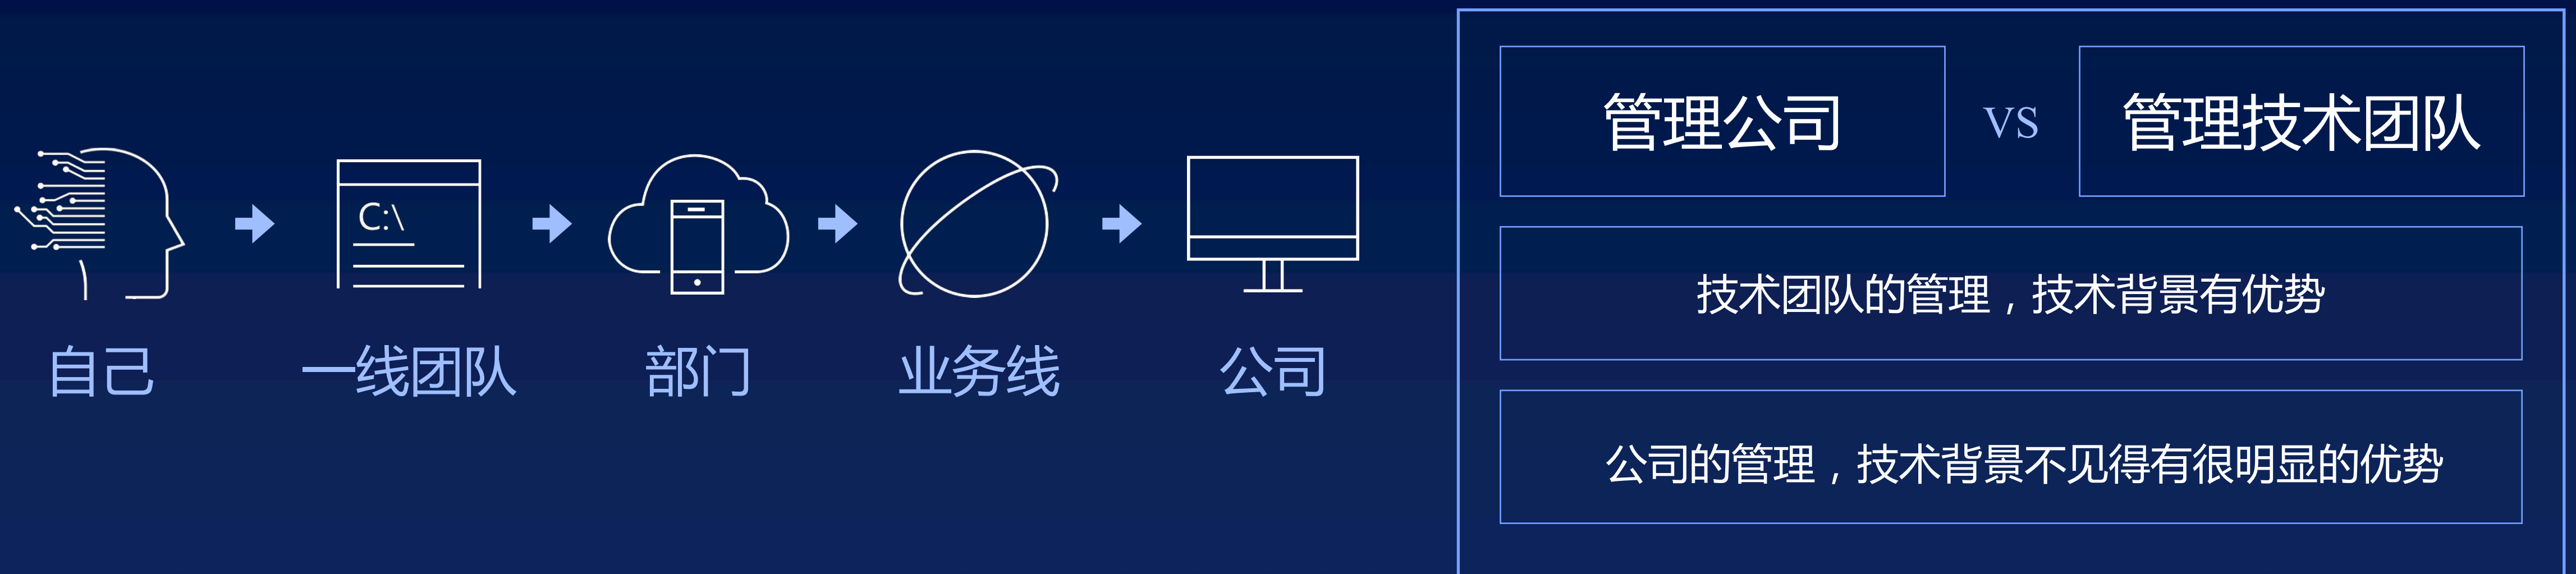 C:\
自己
一线团队
部门
业务线
公司
管理公司
VS
管理技术团队
技术团队的管理，技术背景有优势
公司的管理，技术背景不见得有很明显的优势